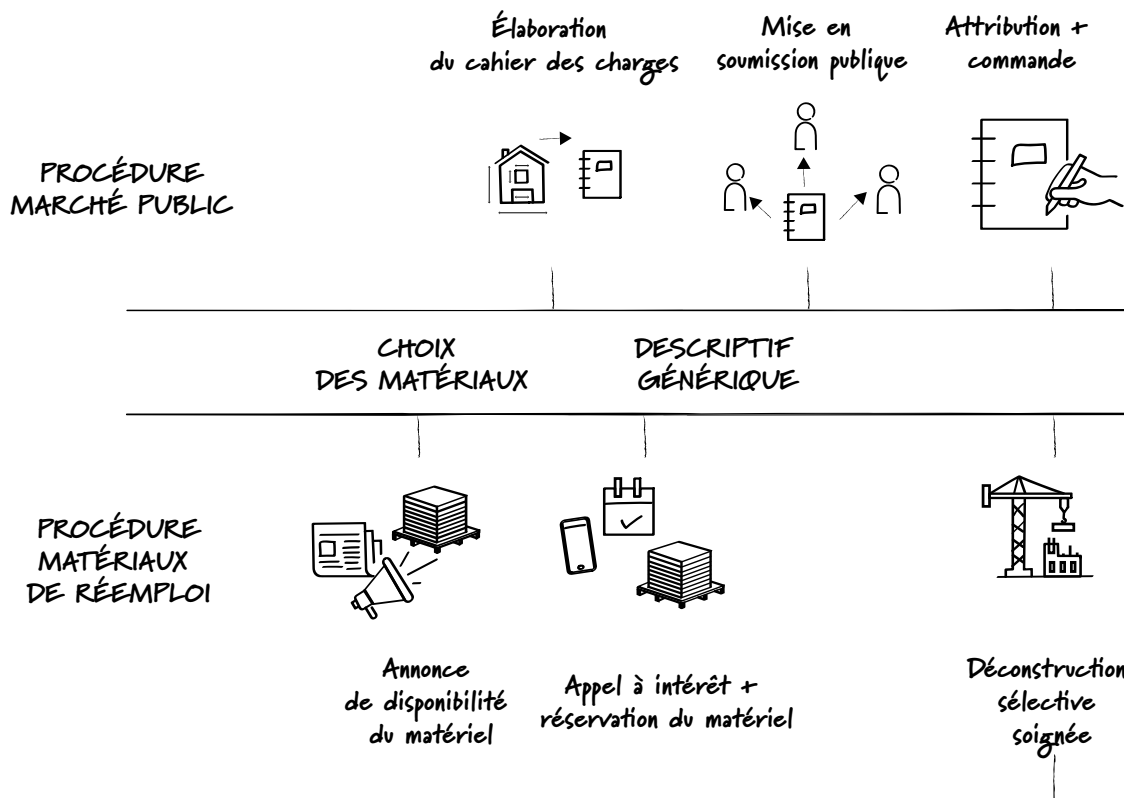 Élaboration
du cahier des charges
Mise en
soumission publique
Attribution +
commande
PROCÉDURE
MARCHÉ PUBLIC
CHOIX
DES MATÉRIAUX
DESCRIPTIF
GÉNÉRIQUE
PROCÉDURE
MATÉRIAUX
DE RÉEMPLOI
Annonce
de disponibilité
du matériel
Appel à intérêt +
réservation du matériel
Déconstruction
sélective
soignée